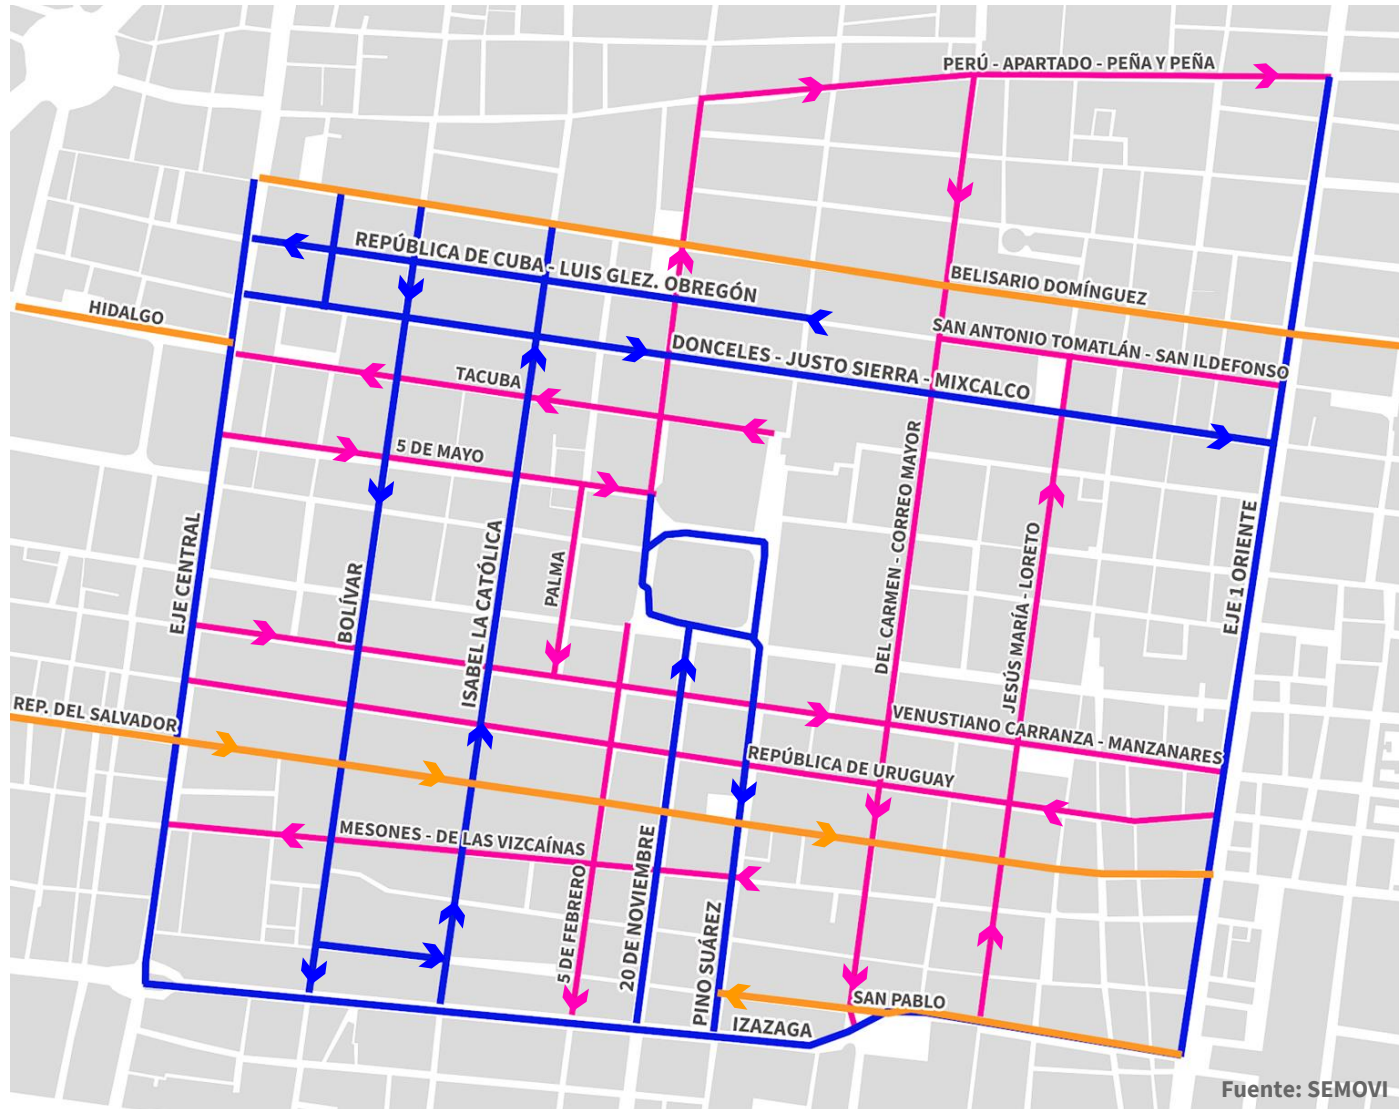 PERÚ - APARTADO - PEÑA Y PEÑA
REPÚBLICA DE CUBA - LUIS GLEZ. OBREGÓN
BELISARIO DOMÍNGUEZ
HIDALGO
SAN ANTONIO TOMATLÁN - SAN ILDEFONSO
DONCELES - JUSTO SIERRA - MIXCALCO
TACUBA
5 DE MAYO
EJE CENTRAL
BOLÍVAR
ISABEL LA CATÓLICA
PALMA
DEL CARMEN - CORREO MAYOR
JESÚS MARÍA - LORETO
EJE 1 ORIENTE
REP. DEL SALVADOR
VENUSTIANO CARRANZA - MANZANARES
REPÚBLICA DE URUGUAY
MESONES - DE LAS VIZCAÍNAS
5 DE FEBRERO
20 DE NOVIEMBRE
PINO SUÁREZ
SAN PABLO
IZAZAGA
Fuente: SEMOVI